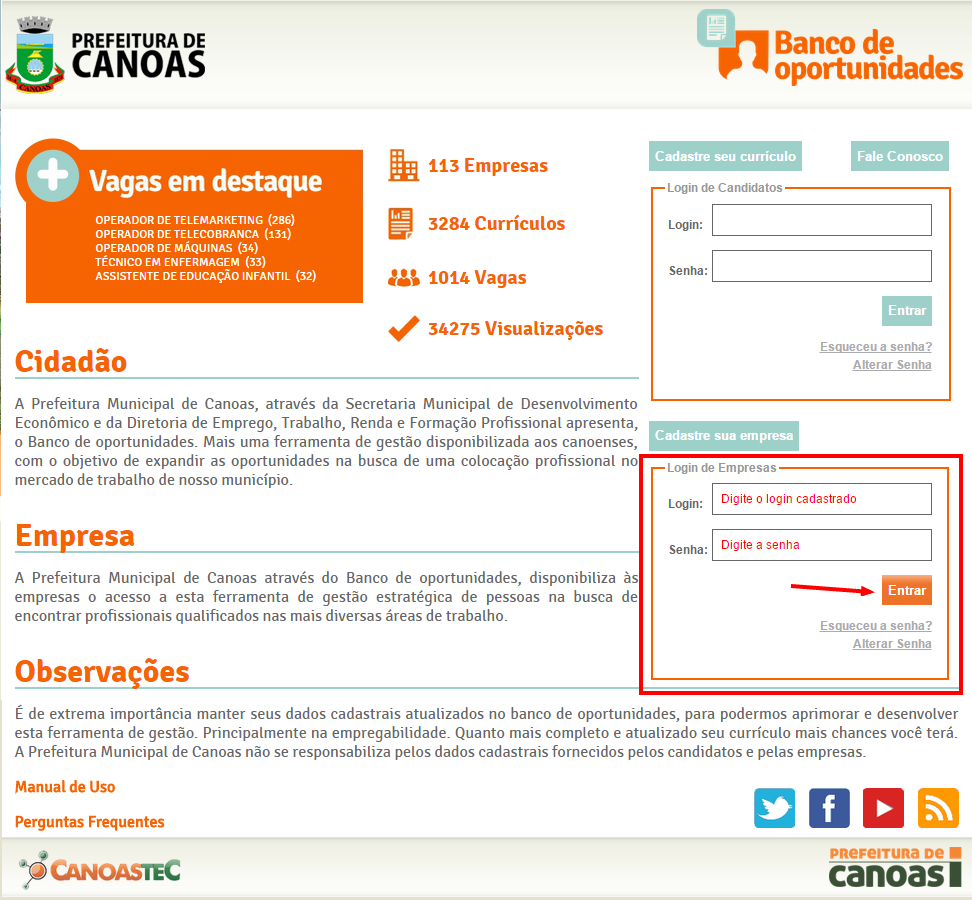 PREFEITURA DE
CANOAS
CANOAS
Banco de
oportunidades
Vagas em destaque
OPERADOR DE TELEMARKETING (286)
OPERADOR DE TELECOBRANCA (131)
OPERADOR DE MÁQUINAS (34)
TÉCNICO EM ENFERMAGEM (33)
ASSISTENTE DE EDUCAÇÃO INFANTIL (32)
113 Empresas
3284 Currículos
1014 Vagas
34275 Visualizações
Cadastre seu currículo
Fale Conosco
Login de Candidatos
Login:
Senha:
Entrar
Esqueceu a senha?
Alterar Senha
Cidadão
A Prefeitura Municipal de Canoas, através da Secretaria Municipal de Desenvolvimento
Econômico e da Diretoria de Emprego, Trabalho, Renda e Formação Profissional apresenta,
o Banco de oportunidades. Mais uma ferramenta de gestão disponibilizada aos canoenses,
com o objetivo de expandir as oportunidades na busca de uma colocação profissional no
mercado de trabalho de nosso município.
Cadastre sua empresa
Login de Empresas
Login: Digite o login cadastrado
Senha: Digite a senha
Entrar
Esqueceu a senha?
Alterar Senha
Empresa
A Prefeitura Municipal de Canoas através do Banco de oportunidades, disponibiliza às
empresas o acesso a esta ferramenta de gestão estratégica de pessoas na busca de
encontrar profissionais qualificados nas mais diversas áreas de trabalho.
Observações
É de extrema importância manter seus dados cadastrais atualizados no banco de oportunidades, para podermos aprimorar e desenvolver
esta ferramenta de gestão. Principalmente na empregabilidade. Quanto mais completo e atualizado seu currículo mais chances você terá.
A Prefeitura Municipal de Canoas não se responsabiliza pelos dados cadastrais fornecidos pelos candidatos e pelas empresas.
Manual de Uso
Perguntas Frequentes
CANOASTEC
PREFEITURA DE
canoas